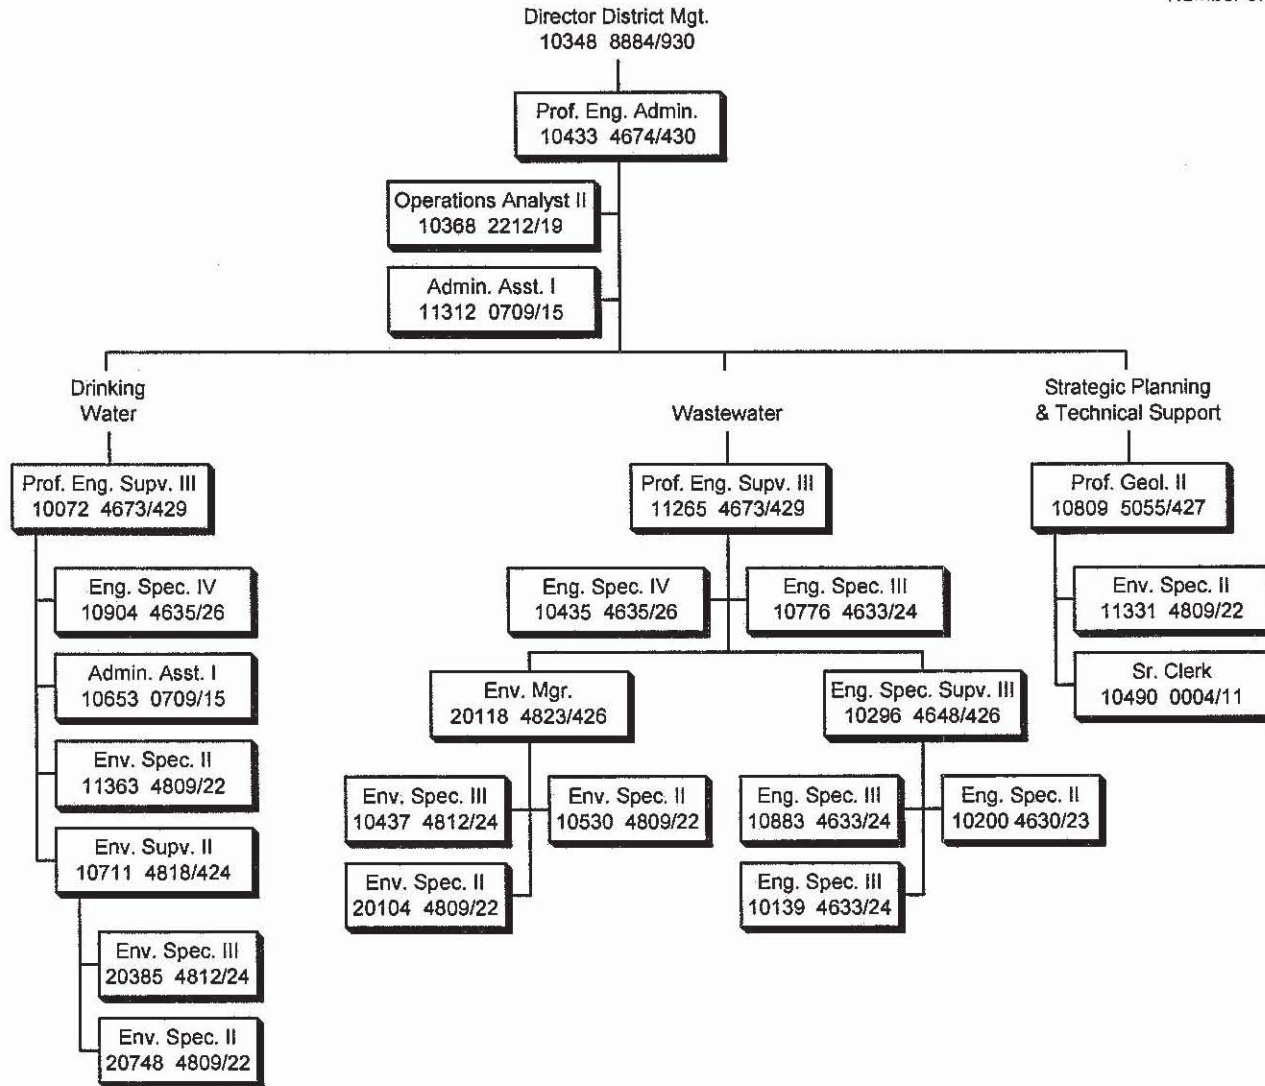 Director District Mgt.
10348 8884/930
Prof. Eng. Admin.
10433 4674/430
Operations Analyst II
10368 2212/19
Admin. Asst. I
11312 0709/15
Drinking
Water
Prof. Eng. Supv. III
10072 4673/429
Eng. Spec. IV
10904 4635/26
Admin. Asst. I
10653 0709/15
Env. Spec. II
11363 4809/22
Env. Supv. II
10711 4818/424
Env. Spec. III
20385 4812/24
Env. Spec. II
20748 4809/22
Wastewater
Prof. Eng. Supv. III
11265 4673/429
Eng. Spec. IV
10435 4635/26
Eng. Spec. III
10776 4633/24
Env. Mgr.
20118 4823/426
Env. Spec. III
10437 4812/24
Env. Spec. II
10530 4809/22
Env. Spec. II
20104 4809/22
Eng. Spec. Supv. III
10296 4648/426
Eng. Spec. III
10883 4633/24
Eng. Spec. II
10200 4630/23
Eng. Spec. III
10139 4633/24
Strategic Planning
& Technical Support
Prof. Geol. II
10809 5055/427
Env. Spec. II
11331 4809/22
Sr. Clerk
10490 0004/11